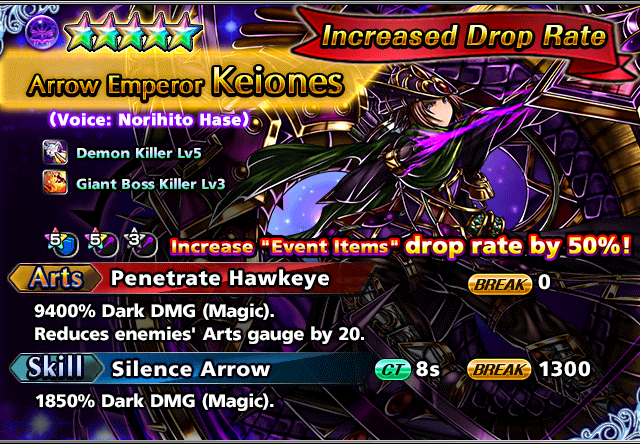 Increased Drop Rate
Arrow Emperor Keiones
(Voice: Norihito Hase)
Demon Killer Lv5
Giant Boss Killer Lv3
5 5 3
Increase "Event Items" drop rate by 50%!
Arts Penetrate Hawkeye BREAK 0
9400% Dark DMG (Magic).
Reduces enemies' Arts gauge by 20.
Skill Silence Arrow CT 8s BREAK 1300
1850% Dark DMG (Magic).